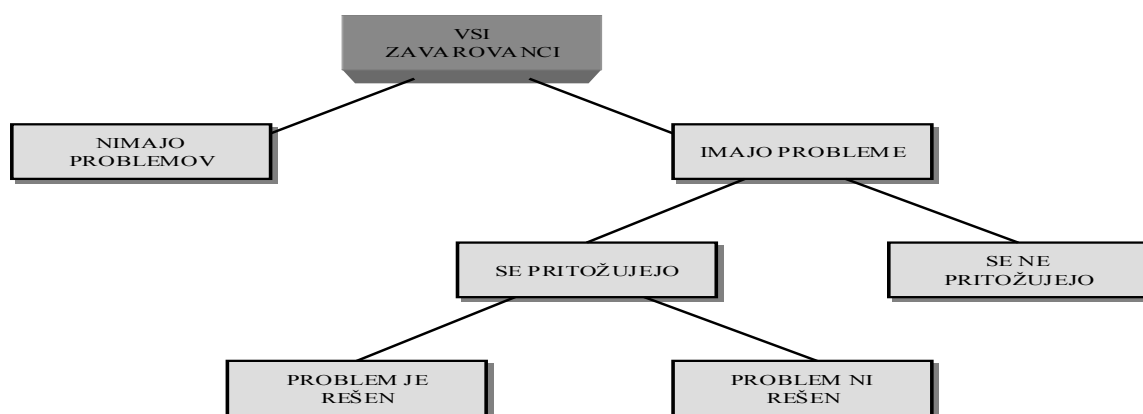 VSI
ZAVAROVANCI
NIMAJO
PROBLEMOV
IMAJO PROBLEME
SE PRITOŽUJEJO
SE NE
PRITOŽUJEJO
PROBLEM JE
REŠEN
PROBLEM NI
REŠEN